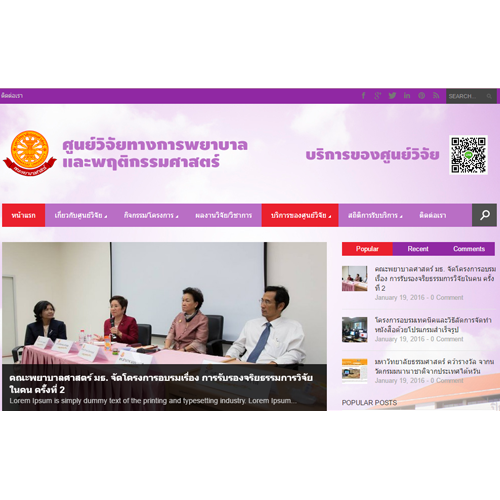 ติดต่อเรา
SEARCH...
ศูนย์วิจัยทางการพยาบาล
และพฤติกรรมศาสตร์
บริการของศูนย์วิจัย
หน้าแรก เกี่ยวกับศูนย์วิจัย กิจกรรม/โครงการ ผลงานวิจัย/วิชาการ บริการของศูนย์วิจัย สถิติการรับบริการ ติดต่อเรา
Popular Recent Comments
คณะพยาบาลศาสตร์ มธ. จัดโครงการอบรม
เรื่อง การรับรองจริยธรรมการวิจัยในคน ครั้ง
ที่ 2
January 19, 2016 - 0 Comment
โครงการอบรมเทคนิคและวิธีลัดการจัดทำ
หนังสือด้วยโปรแกรมสำเร็จรูป
January 19, 2016 - 0 Comment
มหาวิทยาลัยธรรมศาสตร์ คว้ารางวัล จากน
วัตกรรมนานาชาติจากประเทศไต้หวัน
January 19, 2016 - 0 Comment
คณะพยาบาลศาสตร์ มธ. จัดโครงการอบรมเรื่อง การรับรองจริยธรรมการวิจัย
ในคน ครั้งที่ 2
Lorem Ipsum is simply dummy text of the printing and typesetting industry. Lorem Ipsum...
POPULAR POSTS